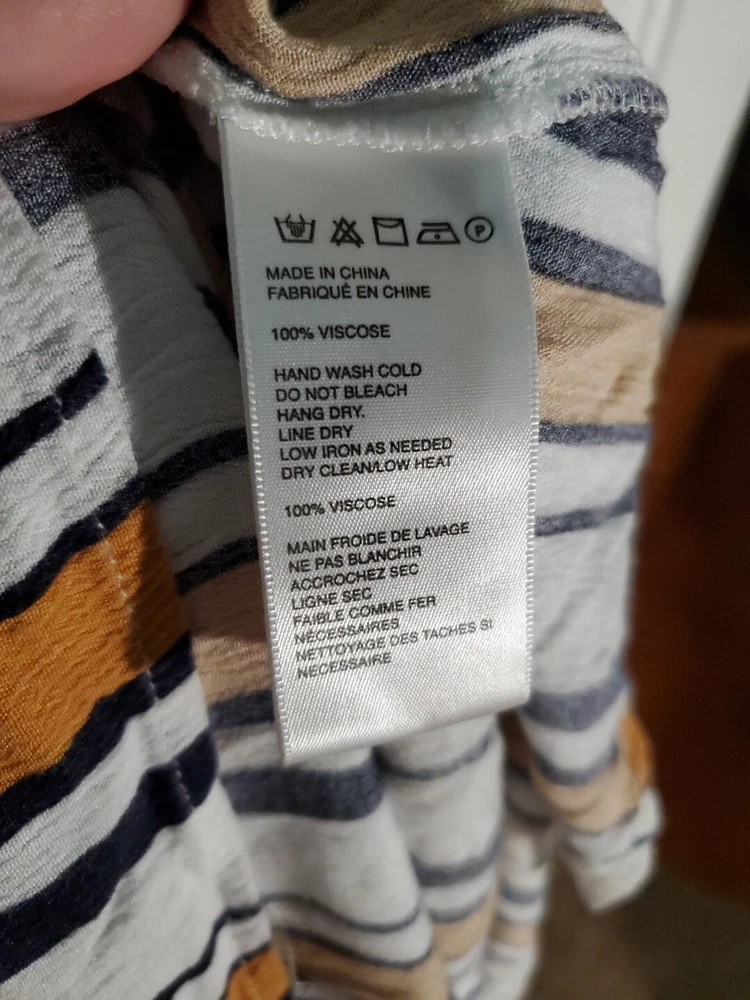 P
MADE IN CHINA
FABRIQUÉ EN CHINE
100% VISCOSE
HAND WASH COLD
DO NOT BLEACH
HANG DRY.
LINE DRY
LOW IRON AS NEEDED
DRY CLEAN/LOW HEAT
100% VISCOSE
MAIN FROIDE DE LAVAGE
NE PAS BLANCHIR
ACCROCHEZ SEC
LIGNE SEC
FAIBLE COMME FER
NÉCESSAIRES
NETTOYAGE DES TACHES SI
NECESSAIRE